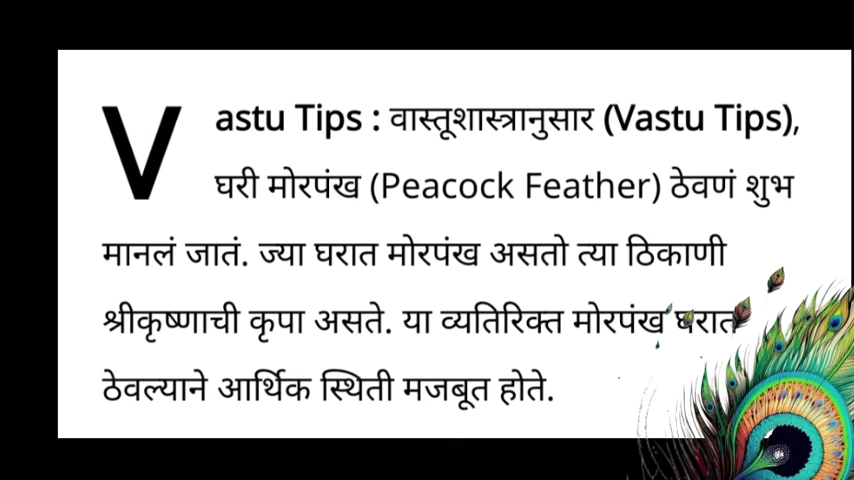 Vastu Tips : वास्तूशास्त्रानुसार (Vastu Tips),
घरी मोरपंख (Peacock Feather) ठेवणं शुभ
मानलं जातं. ज्या घरात मोरपंख असतो त्या ठिकाणी
श्रीकृष्णाची कृपा असते. या व्यतिरिक्त मोरपंख घरात
ठेवल्याने आर्थिक स्थिती मजबूत होते.